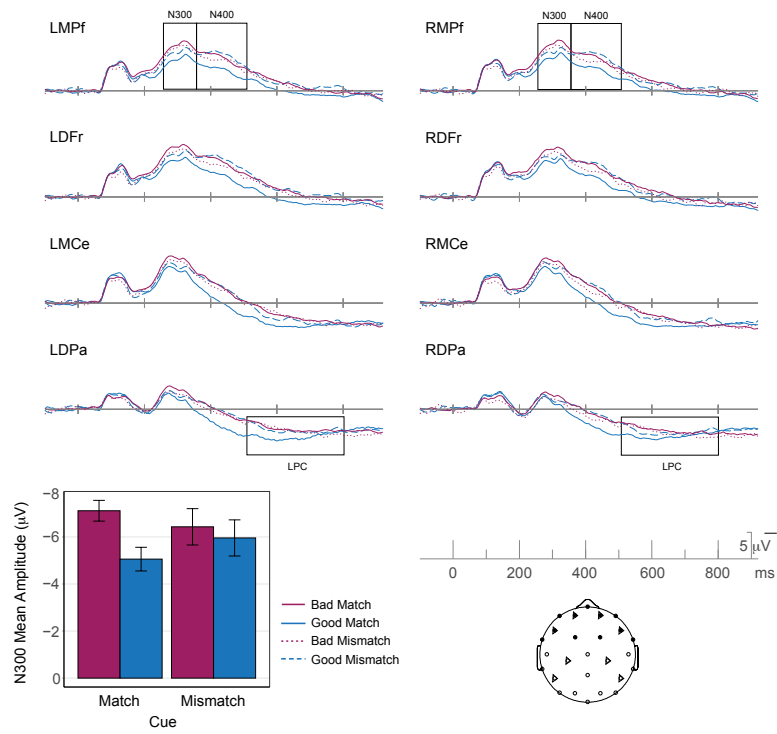 N300 N400
LMPf
N300 N400
RMPf
LDFr
RDFr
LMCe
RMCe
LDPa
RDPa
LPC
LPC
N300 Mean Amplitude (μV)
−8
−6
−4
−2
0
Match Mismatch
Cue
Bad Match
Good Match
Bad Mismatch
Good Mismatch
5 μV
0 200 400 600 800 ms